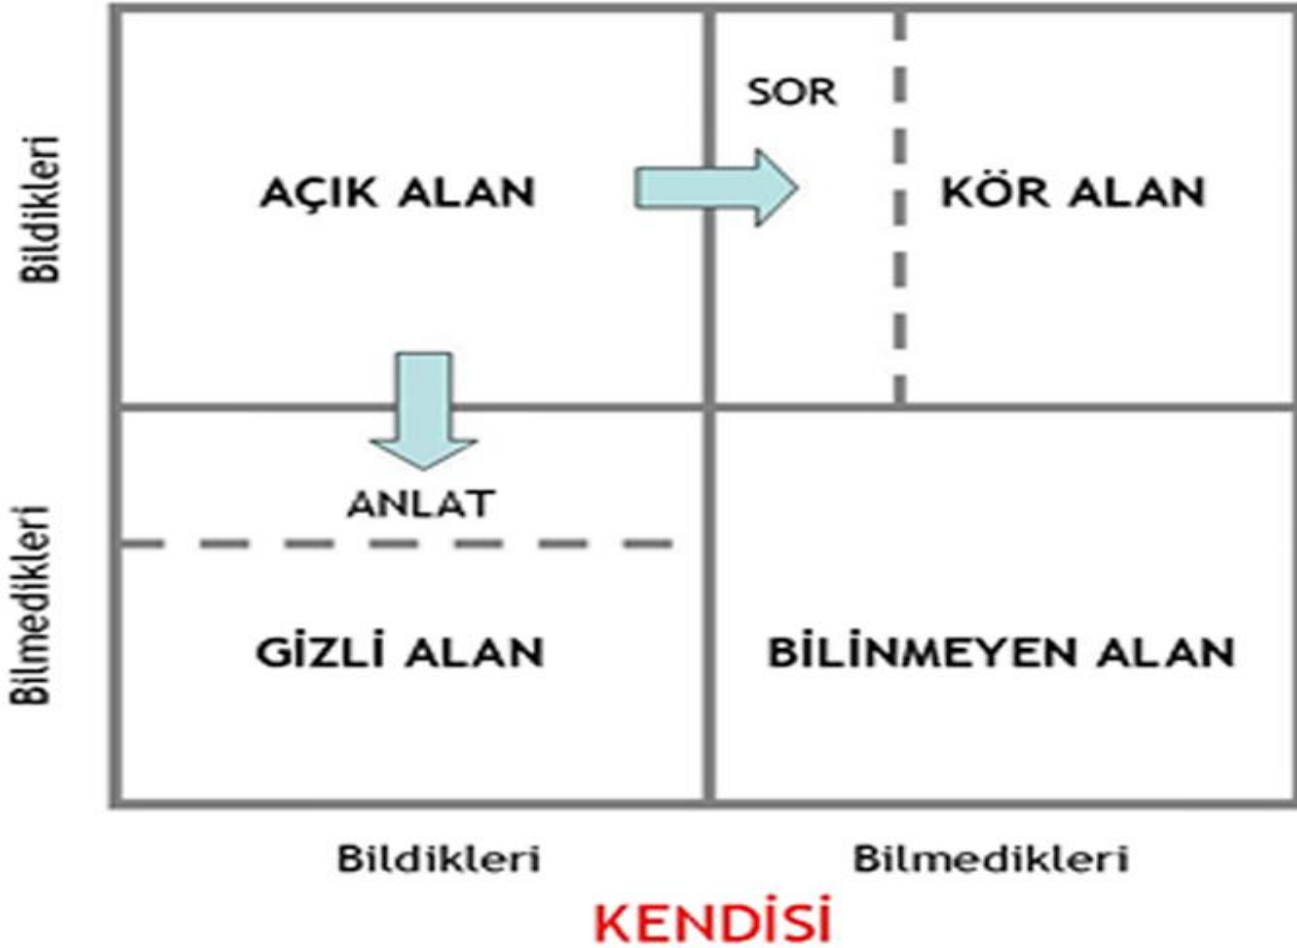 Bildikleri
SOR
AÇIK ALAN
KÖR ALAN
Bilmedikleri
ANLAT
GİZLİ ALAN
BİLİNMEYEN ALAN
Bildikleri
Bilmedikleri
KENDİSİ